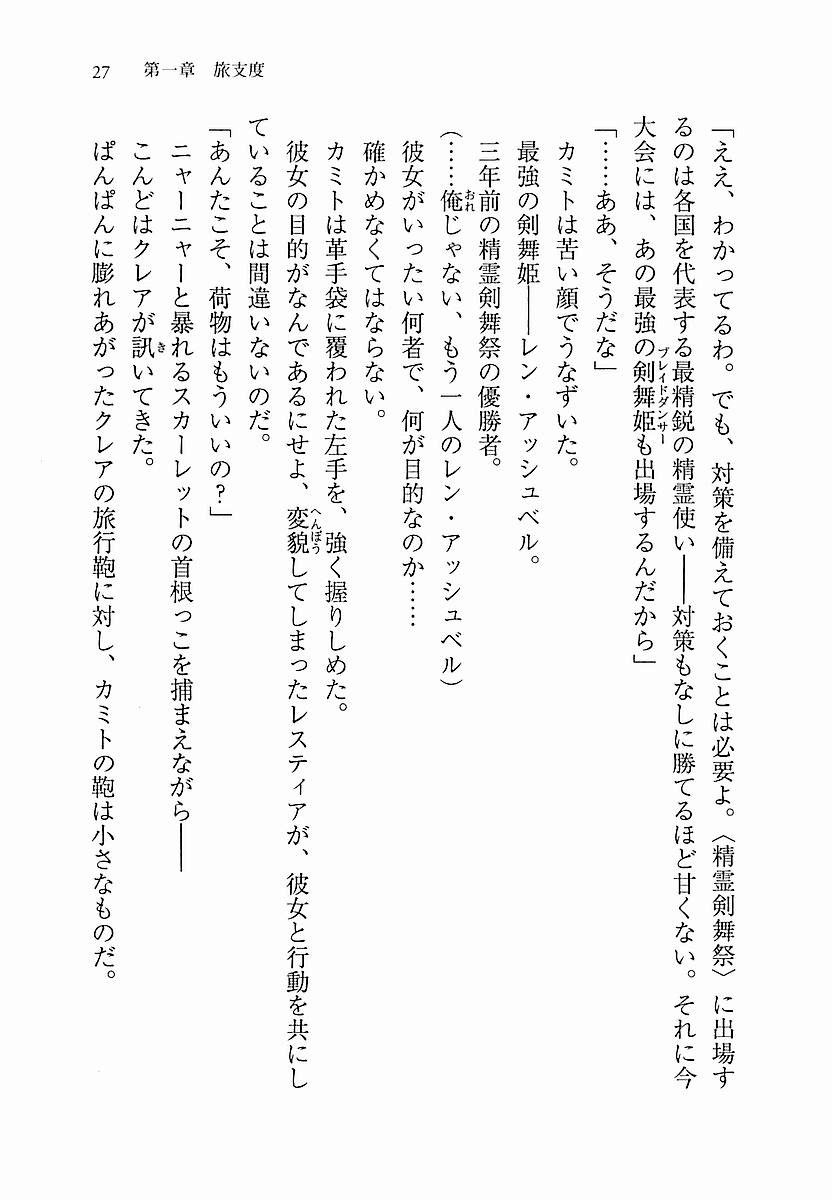 27　第一章　旅支度
「ええ、わかってるわ。でも、対策を備えておくことは必要よ。〈精霊剣舞祭〉に出場す
るのは各国を代表する最精鋭の精霊使い――対策もなしに勝てるほど甘くない。それに今
大会には、あの最強の剣舞姫ブレイドダンサーも出場するんだから」
「……ああ、そうだな」
カミトは苦い顔でうなずいた。
最強の剣舞姫――レン・アッシュベル。
三年前の精霊剣舞祭の優勝者。
（……俺おれじゃない、もう一人のレン・アッシュベル）
彼女がいったい何者で、何が目的なのか……
確かめなくてはならない。
カミトは革手袋に覆われた左手を、強く握りしめた。
彼女の目的がなんであるにせよ、変貌へんぼうしてしまったレスティアが、彼女と行動を共にし
ていることは間違いないのだ。
「あんたこそ、荷物はもういいの？」
ニャーニャーと暴れるスカーレットの首根っこを捕まえながら――
こんどはクレアが訊きいてきた。
ぱんぱんに膨れあがったクレアの旅行鞄に対し、カミトの鞄は小さなものだ。